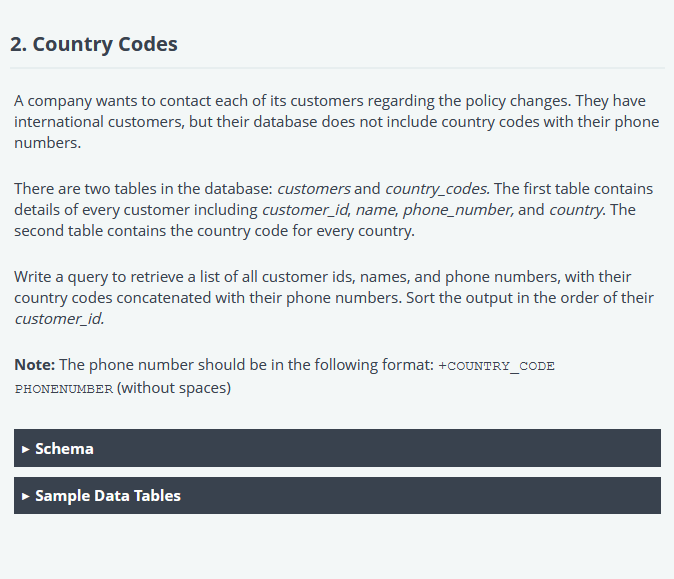 2. Country Codes
A company wants to contact each of its customers regarding the policy changes. They have
international customers, but their database does not include country codes with their phone
numbers.
There are two tables in the database: customers and country_codes. The first table contains
details of every customer including customer_id, name, phone_number, and country. The
second table contains the country code for every country.
Write a query to retrieve a list of all customer ids, names, and phone numbers, with their
country codes concatenated with their phone numbers. Sort the output in the order of their
customer_id.
Note: The phone number should be in the following format: +COUNTRY_CODE
PHONENUMBER (without spaces)
▸ Schema
▸ Sample Data Tables